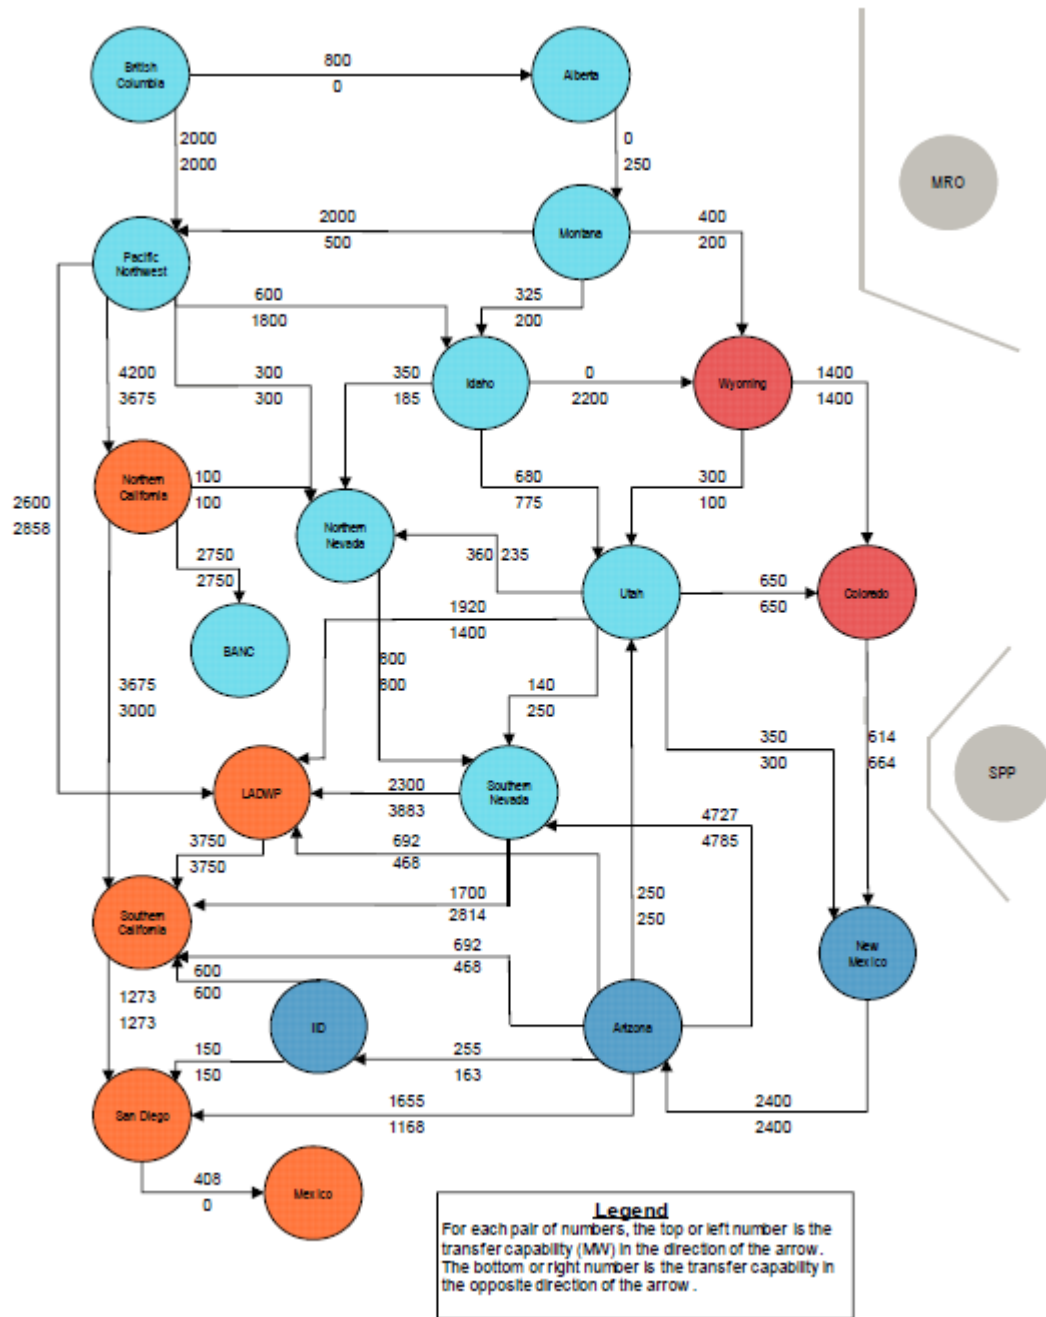 British
Columbia
800
0
Alberta
2000
2000
0
250
MRO
Pacific
Northwest
2000
500
Montana
400
200
600
1800
325
200
4200
3675
300
300
350
185
Idaho
0
2200
Wyoming
1400
1400
Northern
California
100
100
680
775
300
100
2600
2858
Northern
Nevada
2750
2750
360 235
Utah
650
650
Colorado
BANC
1920
1400
800
800
3675
3000
140
250
350
300
614
664
SPP
LADWP
2300
3883
Southern
Nevada
4727
4785
3750
3750
692
468
1700
2814
250
250
Southern
California
692
468
New
Mexico
600
600
1273
1273
IID
Arizona
255
163
150
150
San Diego
1655
1168
2400
2400
408
0
Mexico
Legend
For each pair of numbers, the top or left number is the
transfer capability (MW) in the direction of the arrow.
The bottom or right number is the transfer capability in
the opposite direction of the arrow.